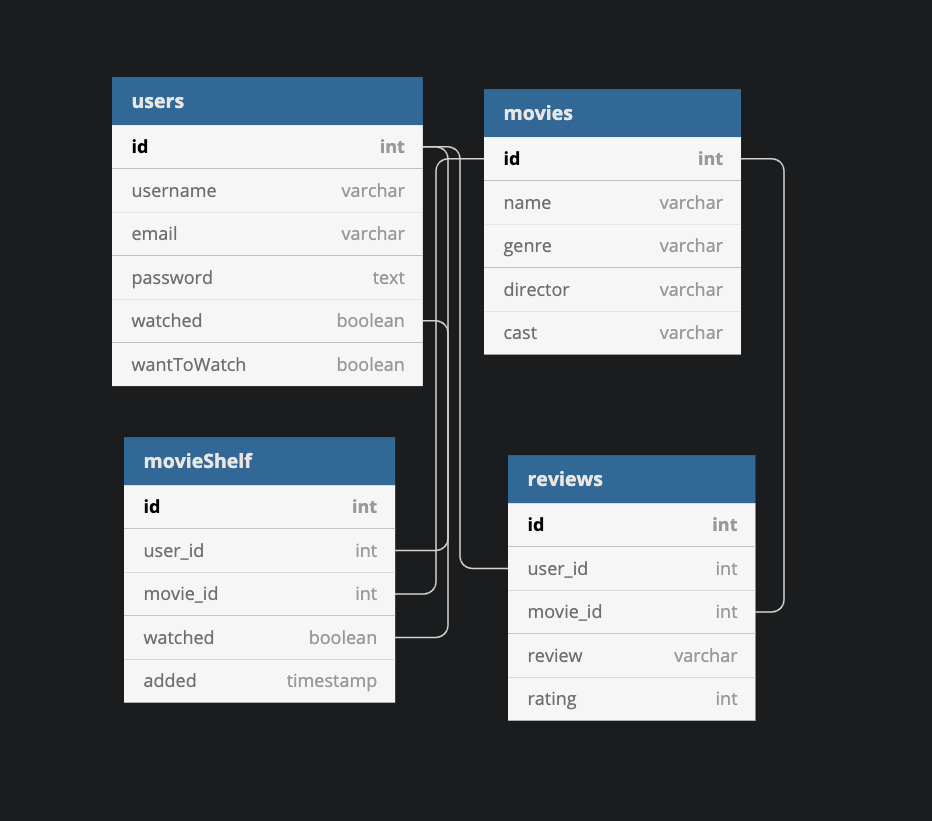 users
id int
username varchar
email varchar
password text
watched boolean
wantToWatch boolean
movies
id int
name varchar
genre varchar
director varchar
cast varchar
movieShelf
id int
user_id int
movie_id int
watched boolean
added timestamp
reviews
id int
user_id int
movie_id int
review varchar
rating int